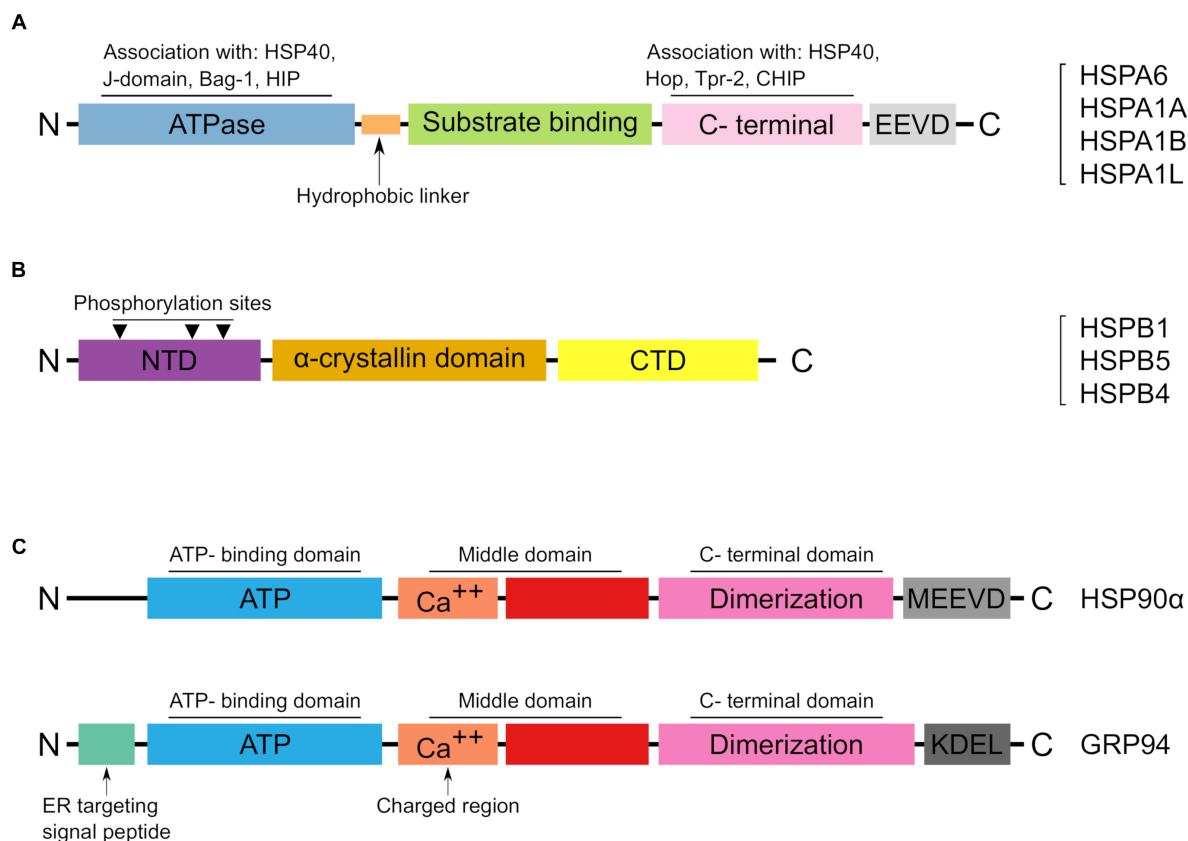 A
Association with: HSP40,
J-domain, Bag-1, HIP
Association with: HSP40,
Hop, Tpr-2, CHIP
N
ATPase
Substrate binding
C- terminal
EEVD
C
Hydrophobic linker
HSPA6
HSPA1A
HSPA1B
HSPA1L
B
Phosphorylation sites
N
NTD
α-crystallin domain
CTD
C
HSPB1
HSPB5
HSPB4
C
ATP- binding domain
Middle domain
C- terminal domain
N
ATP
Ca++
Dimerization
MEEVD
C
HSP90α
ATP- binding domain
Middle domain
C- terminal domain
N
ATP
Ca++
Dimerization
KDEL
C
GRP94
ER targeting
signal peptide
Charged region